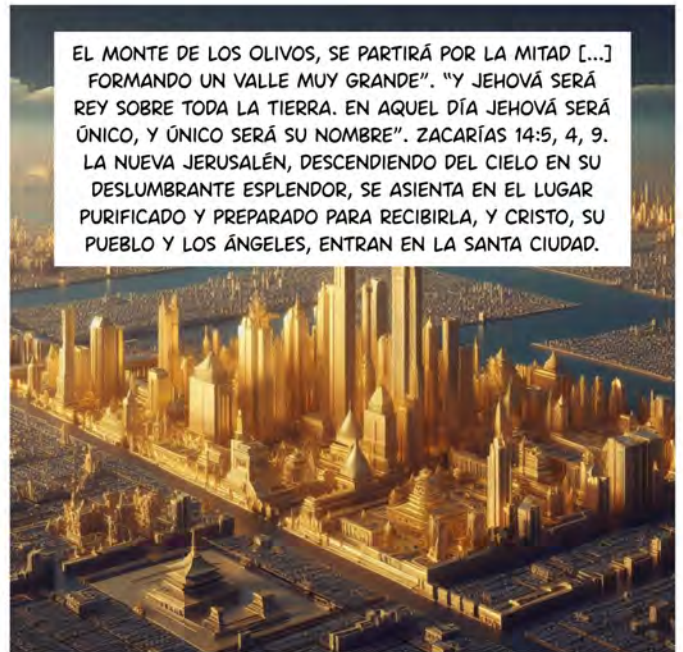 EL MONTE DE LOS OLIVOS, SE PARTIRÁ POR LA MITAD [...]
FORMANDO UN VALLE MUY GRANDE". "Y JEHOVÁ SERÁ
REY SOBRE TODA LA TIERRA. EN AQUEL DÍA JEHOVÁ SERÁ
ÚNICO, Y ÚNICO SERÁ SU NOMBRE". ZACARÍAS 14:5, 4, 9.
LA NUEVA JERUSALÉN, DESCENDIENDO DEL CIELO EN SU
DESLUMBRANTE ESPLENDOR, SE ASIENTA EN EL LUGAR
PURIFICADO Y PREPARADO PARA RECIBIRLA, Y CRISTO, SU
PUEBLO Y LOS ÁNGELES, ENTRAN EN LA SANTA CIUDAD.